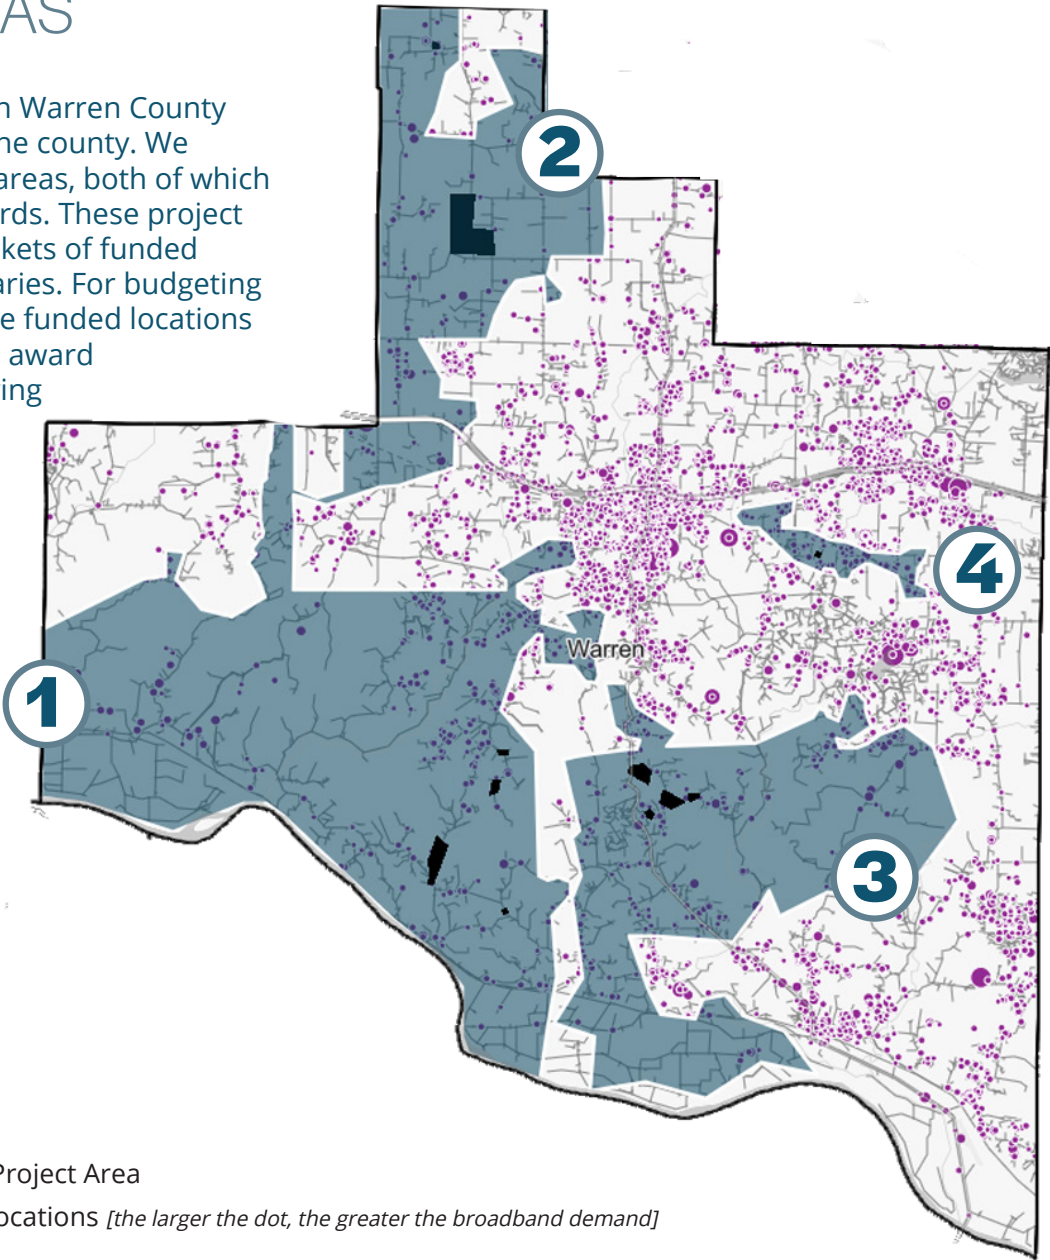 AS
n Warren County
he county. We
areas, both of which
rds. These project
kets of funded
aries. For budgeting
e funded locations
award
ing
2
4
Warren
1
3
Project Area
ocations [the larger the dot, the greater the broadband demand]